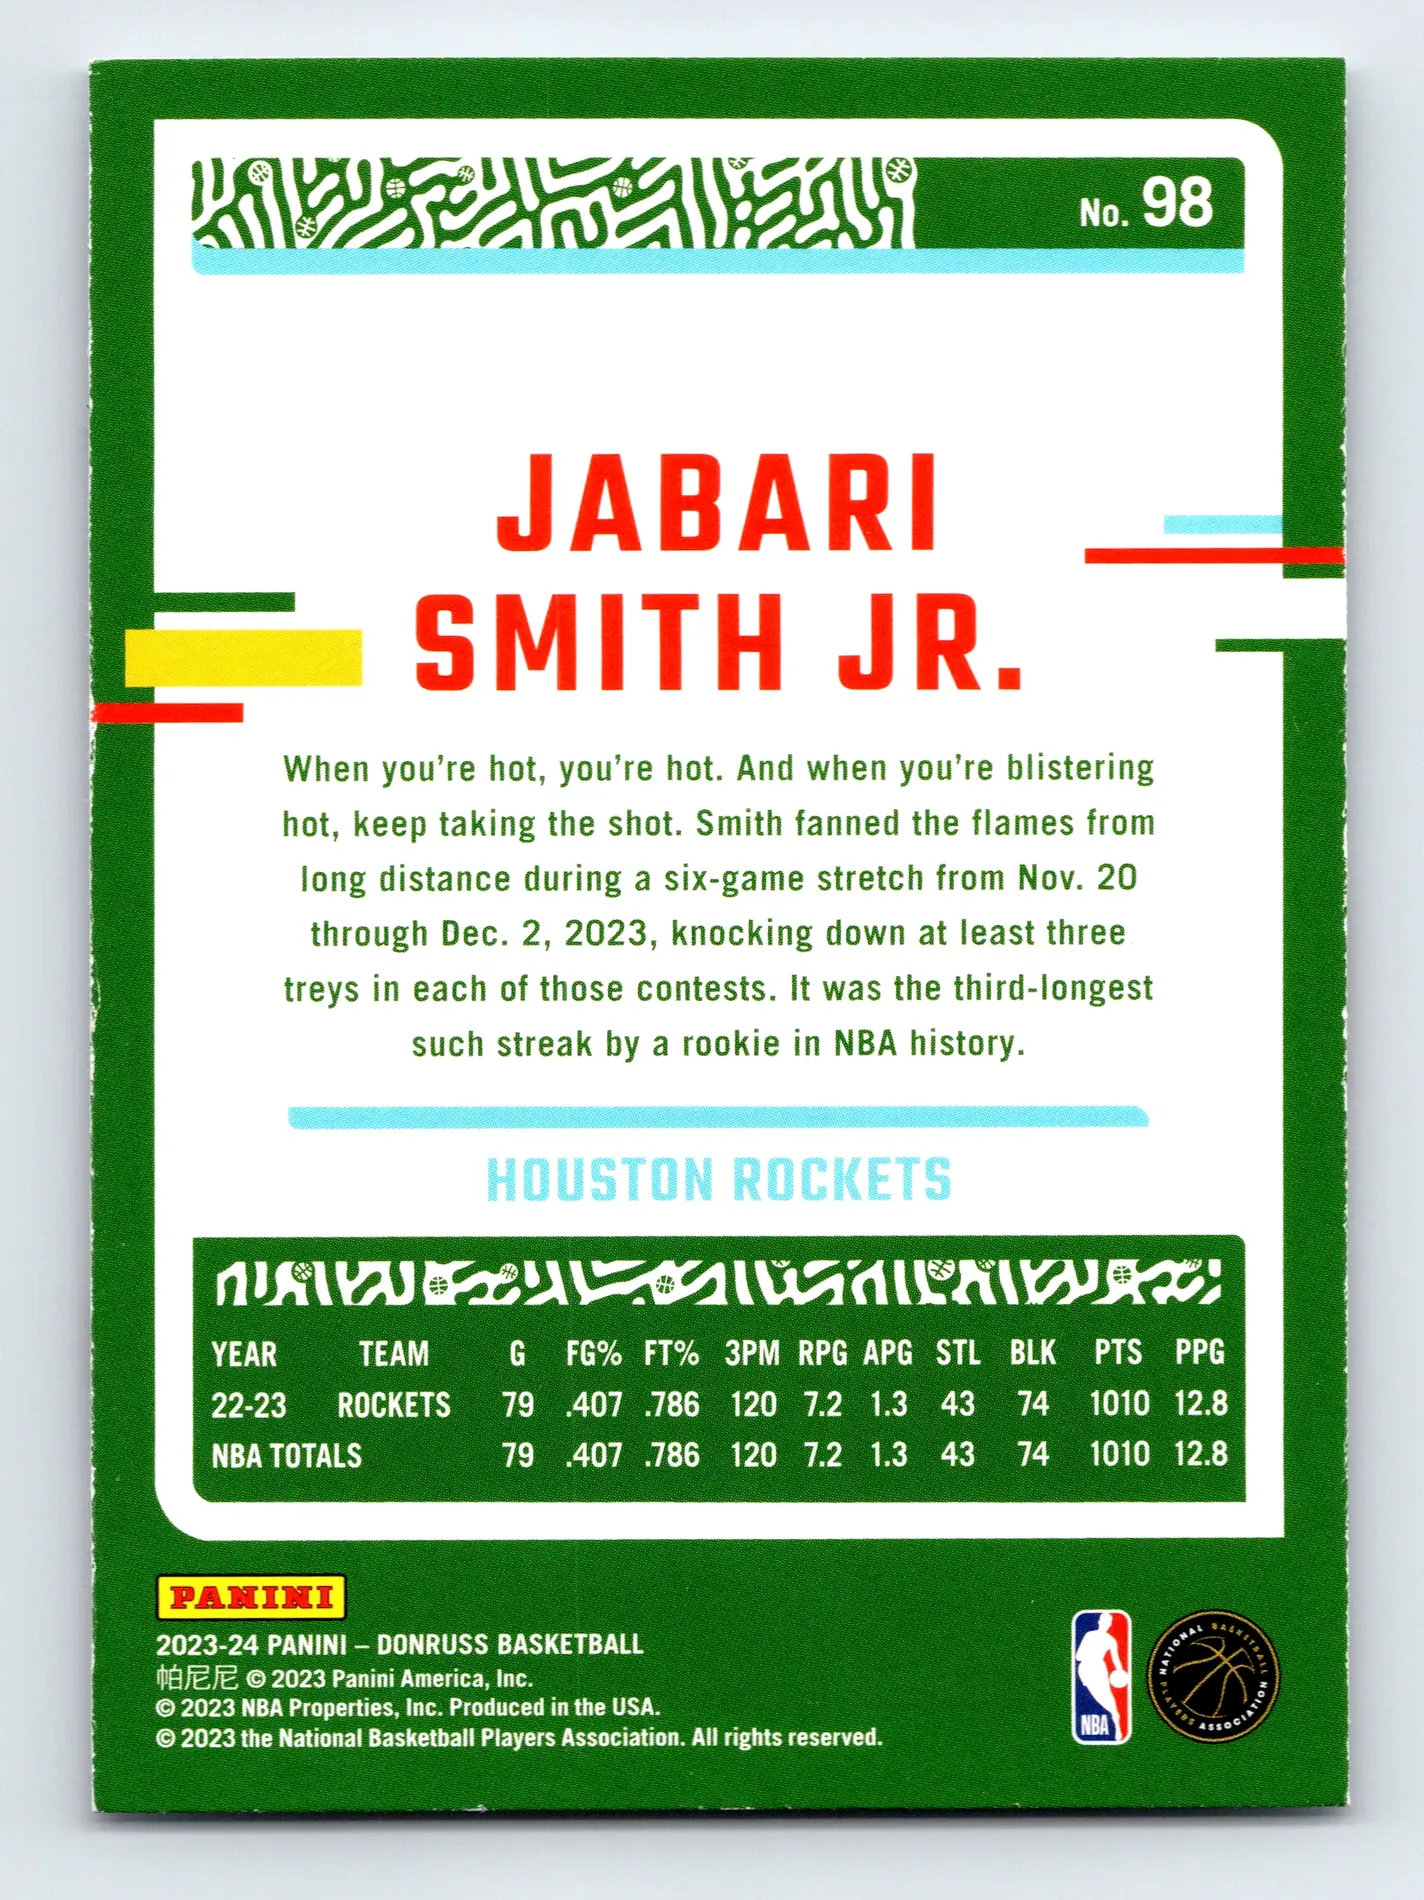 No. 98
JABARI
SMITH JR.
When you're hot, you're hot. And when you're blistering
hot, keep taking the shot. Smith fanned the flames from
long distance during a six-game stretch from Nov. 20
through Dec. 2, 2023, knocking down at least three
treys in each of those contests. It was the third-longest
such streak by a rookie in NBA history.
HOUSTON ROCKETS
YEAR TEAM G FG% FT% 3PM RPG APG STL BLK PTS PPG
22-23 ROCKETS 79 .407 .786 120 7.2 1.3 43 74 1010 12.8
NBA TOTALS 79 .407 .786 120 7.2 1.3 43 74 1010 12.8
PANINI
2023-24 PANINI – DONRUSS BASKETBALL
帕尼尼 © 2023 Panini America, Inc.
© 2023 NBA Properties, Inc. Produced in the USA.
© 2023 the National Basketball Players Association. All rights reserved.
NBA
NATIONAL BASKETBALL PLAYERS ASSOCIATION